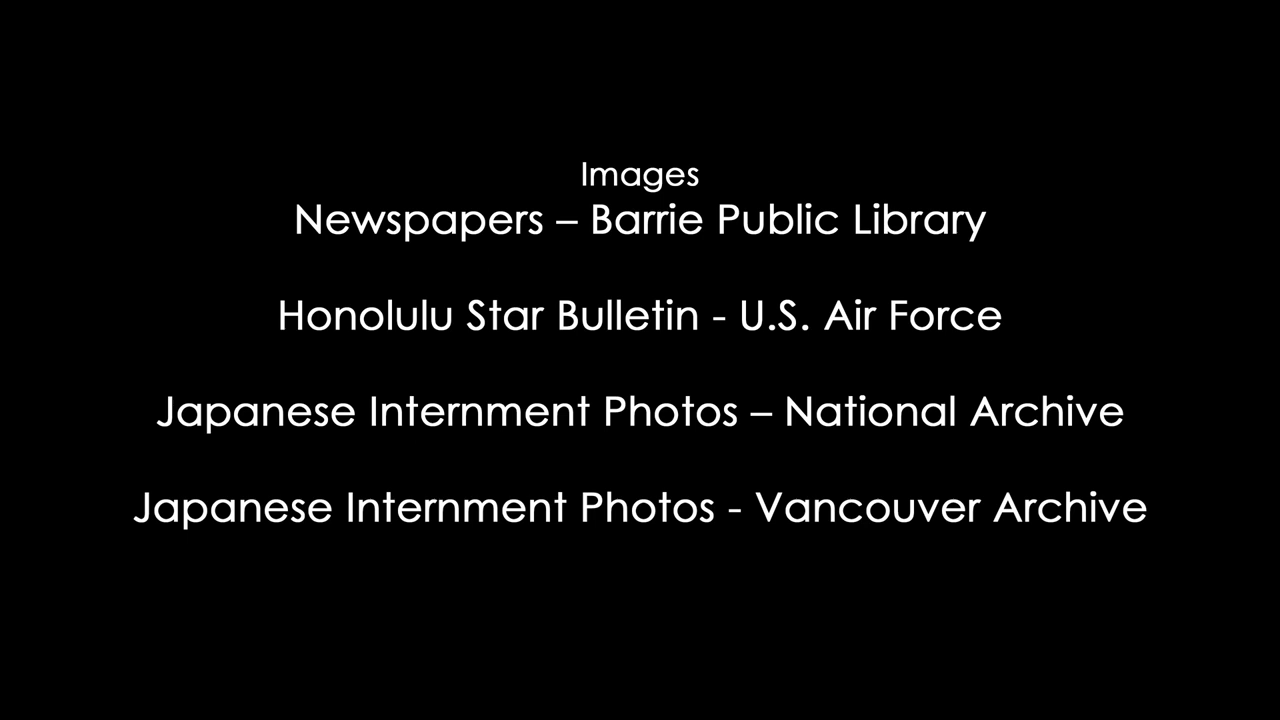 Images
Newspapers – Barrie Public Library
Honolulu Star Bulletin - U.S. Air Force
Japanese Internment Photos – National Archive
Japanese Internment Photos - Vancouver Archive